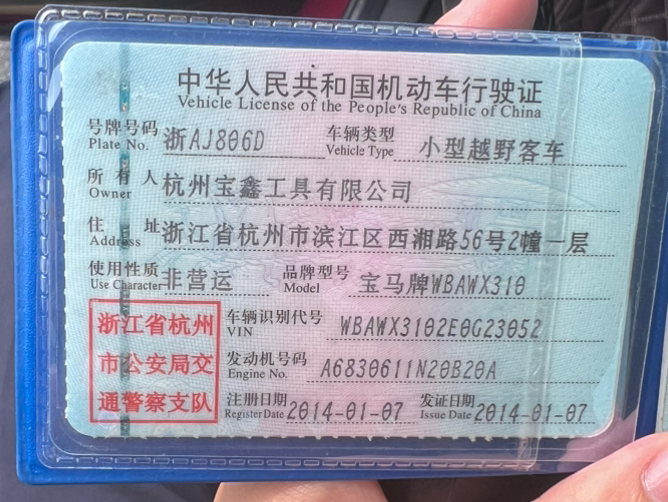 中华人民共和国机动车行驶证
Vehicle License of the People's Republic of China
号牌号码 浙AJ806D 车辆类型 小型越野客车
Plate No. Vehicle Type
所有人 杭州宝鑫工具有限公司
Owner
住址 浙江省杭州市滨江区西湘路56号2幢一层
Address
使用性质 非营运 品牌型号 宝马牌WBAWX310
Use Character Model
浙江省杭州
市公安局交
通警察支队
车辆识别代号 WBAWX3102E0G23052
VIN
发动机号码 A6830611N20B20A
Engine No.
注册日期 2014-01-07 发证日期 2014-01-07
Register Date Issue Date